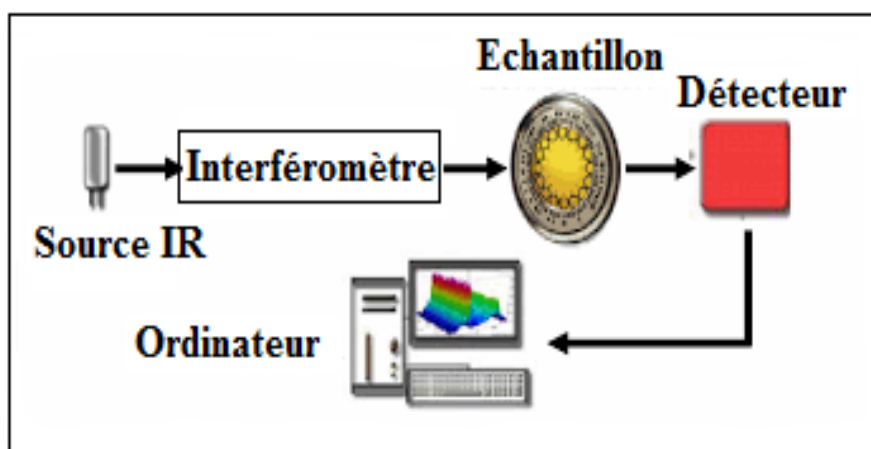 Echantillon
Détecteur
Interféromètre
Source IR
Ordinateur